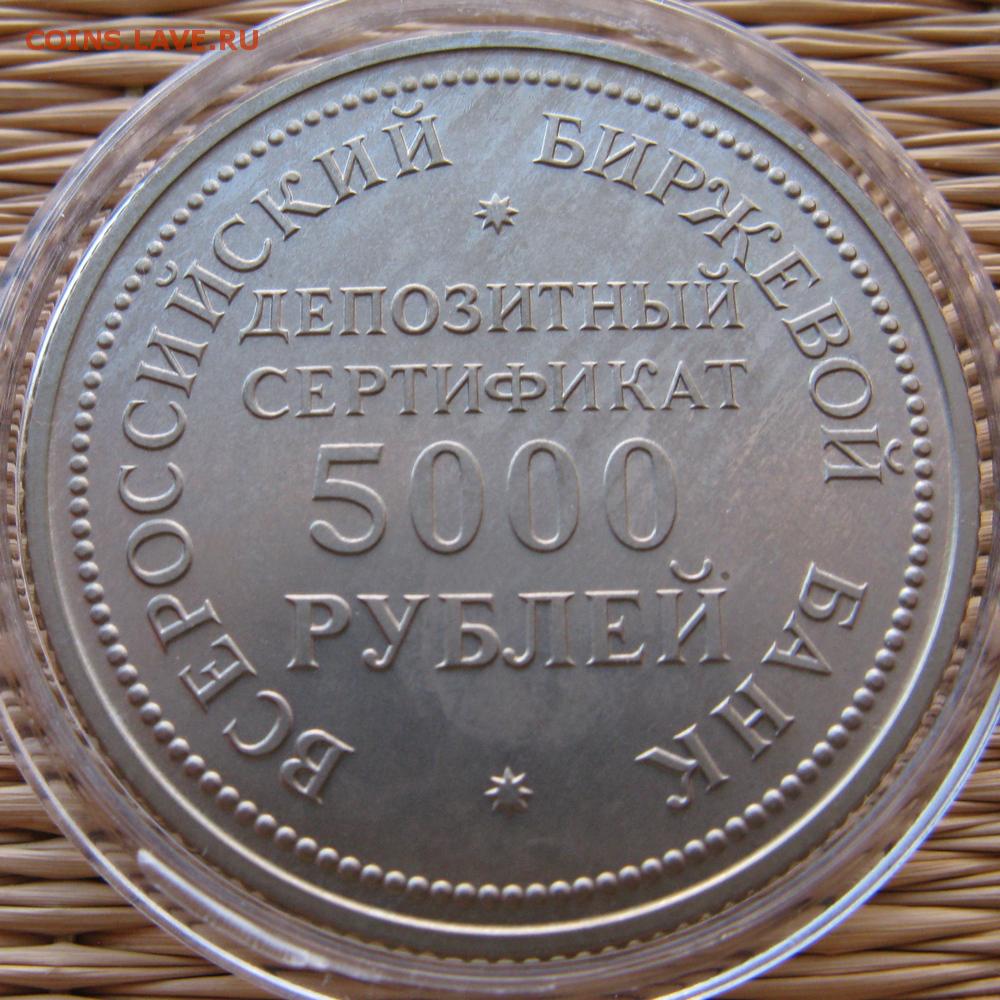 COINS.LAVE.RU
ВСЕРОССИЙСКИЙ БИРЖЕВОЙ БАНК
ДЕПОЗИТНЫЙ
СЕРТИФИКАТ
5000
РУБЛЕЙ